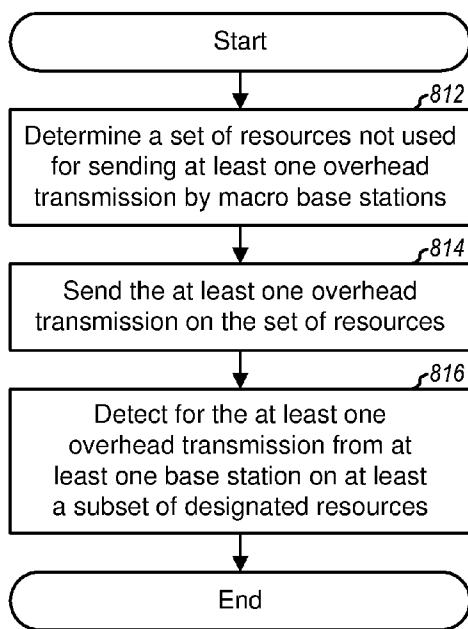 Start
812
Determine a set of resources not used
for sending at least one overhead
transmission by macro base stations
814
Send the at least one overhead
transmission on the set of resources
816
Detect for the at least one
overhead transmission from at
least one base station on at least
a subset of designated resources
End